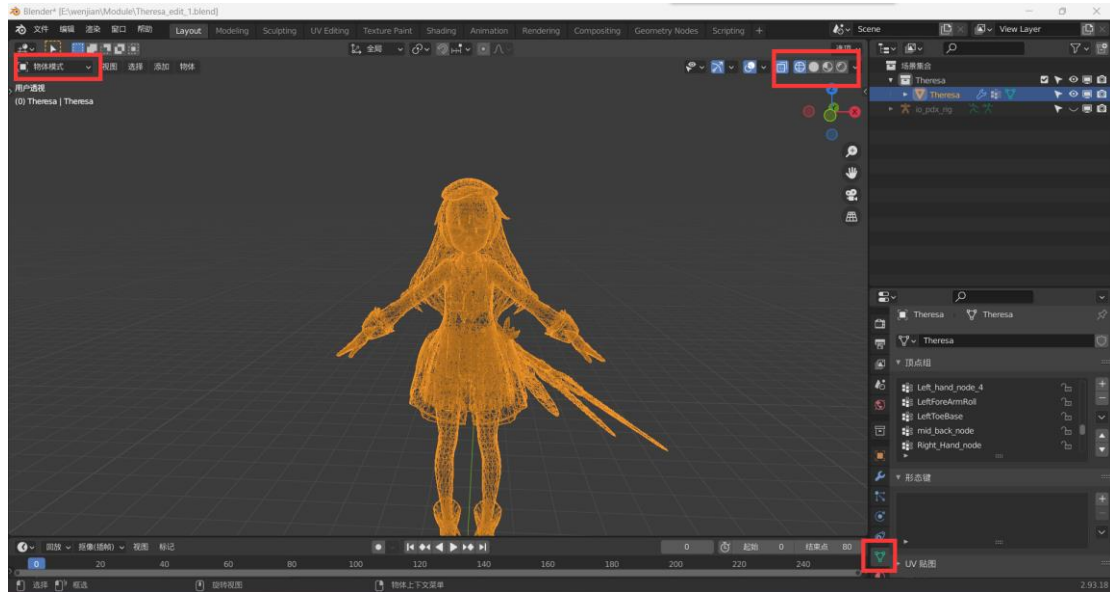 Blender* [E:\wenjian\Module\Theresa_edit_1.blend]
文件 编辑 渲染 窗口 帮助 Layout Modeling Sculpting UV Editing Texture Paint Shading Animation Rendering Compositing Geometry Nodes Scripting + Scene View Layer
全局 选项
物体模式 视图 选择 添加 物体
用户透视
(0) Theresa | Theresa
场景集合
Theresa
Theresa
io_pdx_rig
Theresa Theresa
Theresa
顶点组
Left_hand_node_4
LeftForeArmRoll
LeftToeBase
mid_back_node
Right_Hand_node
形态键
UV 贴图
回放 抠像(插帧) 视图 标记 0 起始 0 结束点 80
0 20 40 60 80 100 120 140 160 180 200 220 240
选择 框选 旋转视图 物体上下文菜单 2.93.18